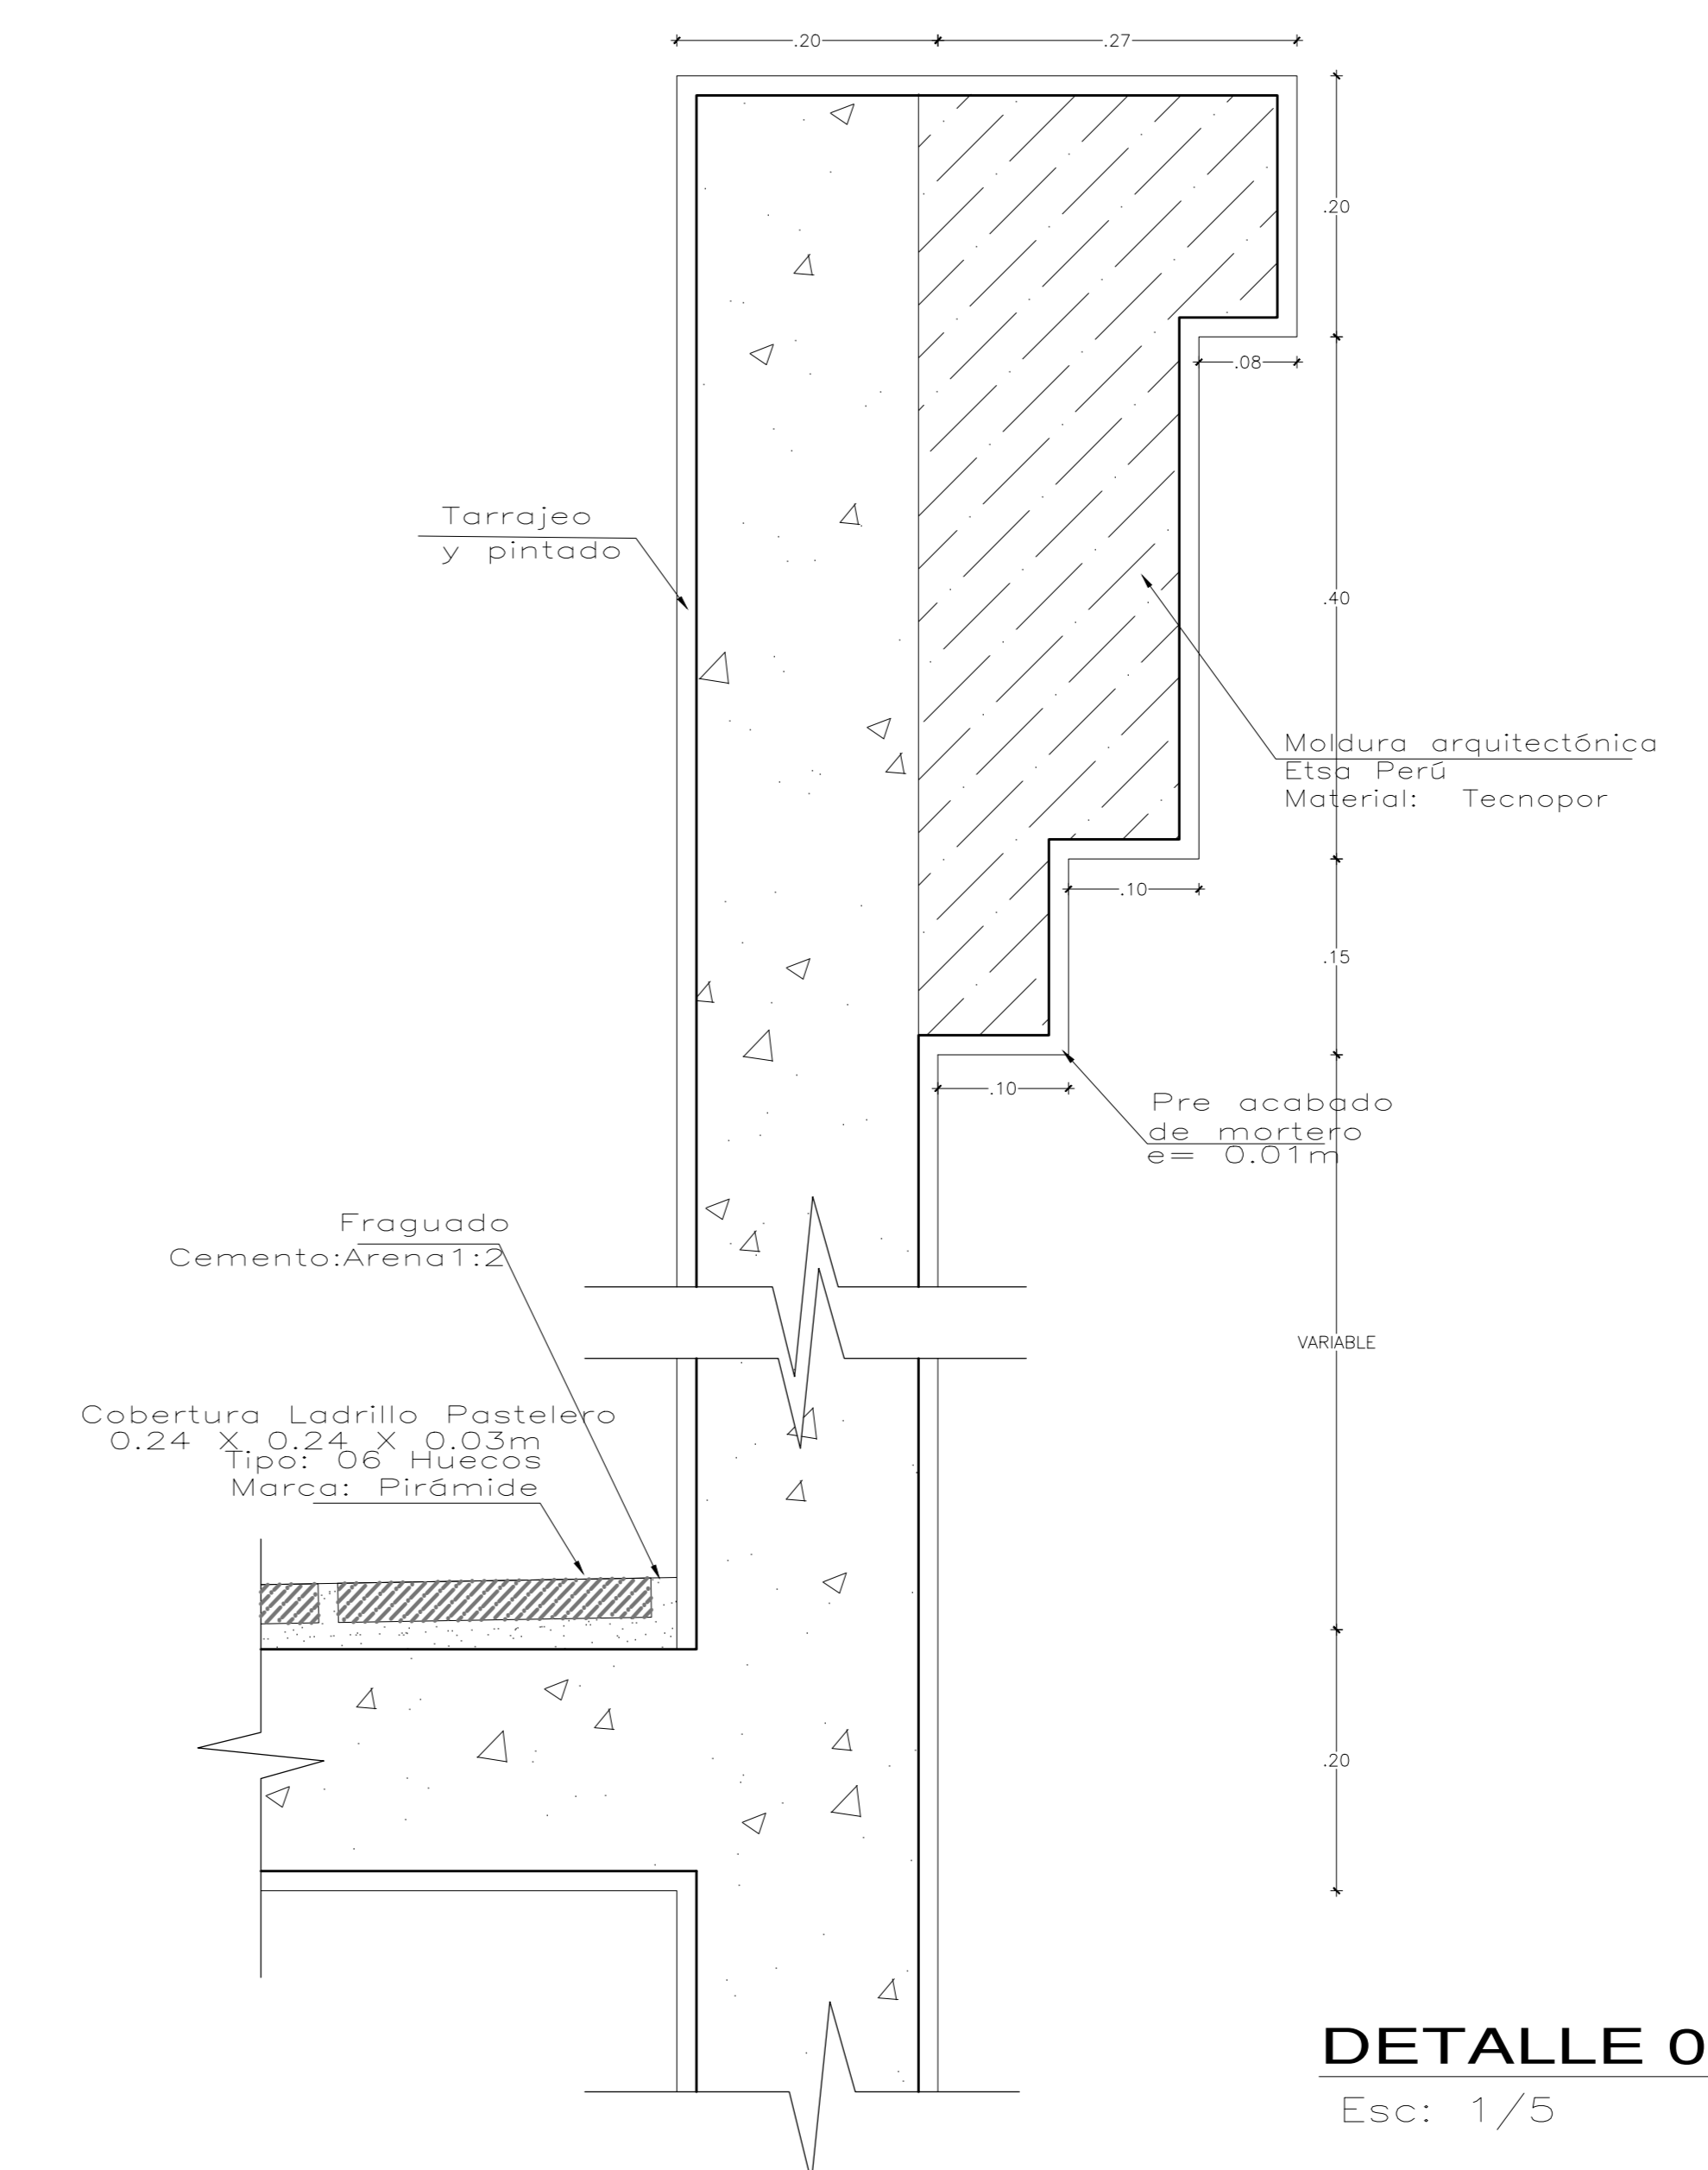 .20
.27
.20
.08
Tarrajeo
y pintado
.40
Moldura arquitectónica
Etsa Perú
Material: Tecnopor
.10
.15
.10
Pre acabado
de mortero
e= 0.01m
Fraguado
Cemento:Arena1:2
VARIABLE
Cobertura Ladrillo Pastelero
0.24 X 0.24 X 0.03m
Tipo: 06 Huecos
Marca: Pirámide
.20
DETALLE 0
Esc: 1/5